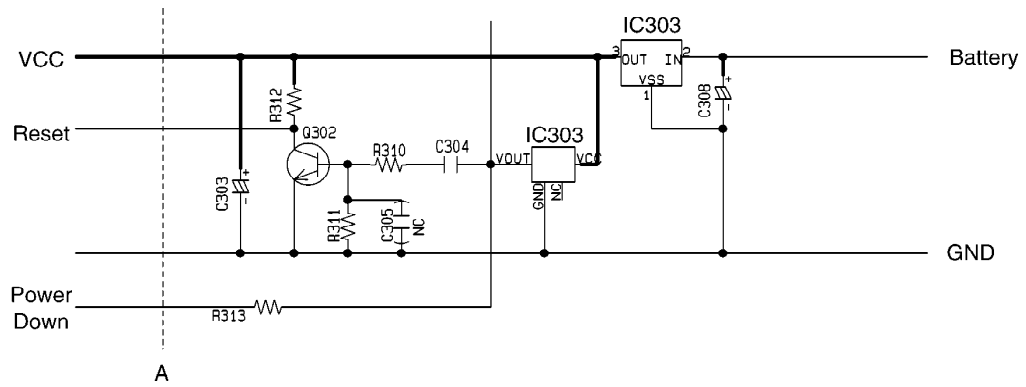 IC303
VCC
3
OUT
IN
2
Battery
VSS
1
C308
+
-
R312
Reset
Q302
IC303
R310
C304
VOUT
VCC
GND
NC
C303
+
-
R311
C305
NC
GND
Power
Down
R313
A